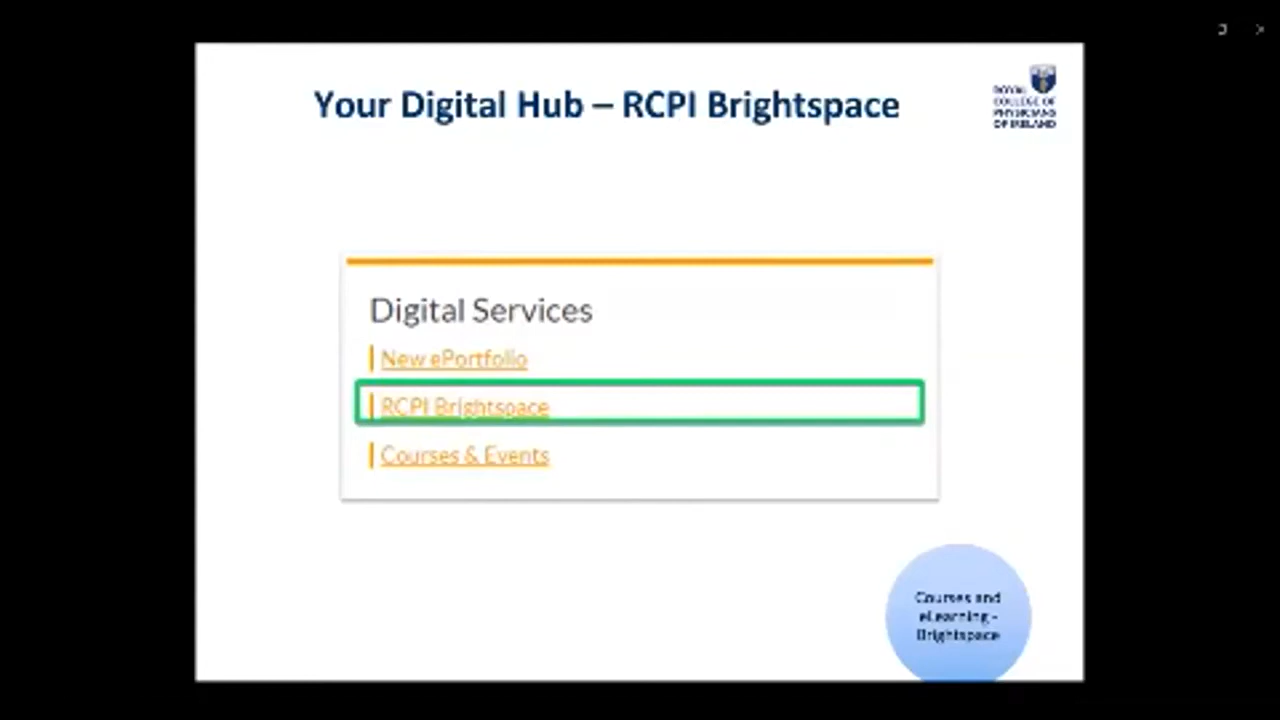 Your Digital Hub – RCPI Brightspace
ROYAL
COLLEGE OF
PHYSICIANS
OF IRELAND
Digital Services
New ePortfolio
RCPI Brightspace
Courses & Events
Courses and
eLearning -
Brightspace